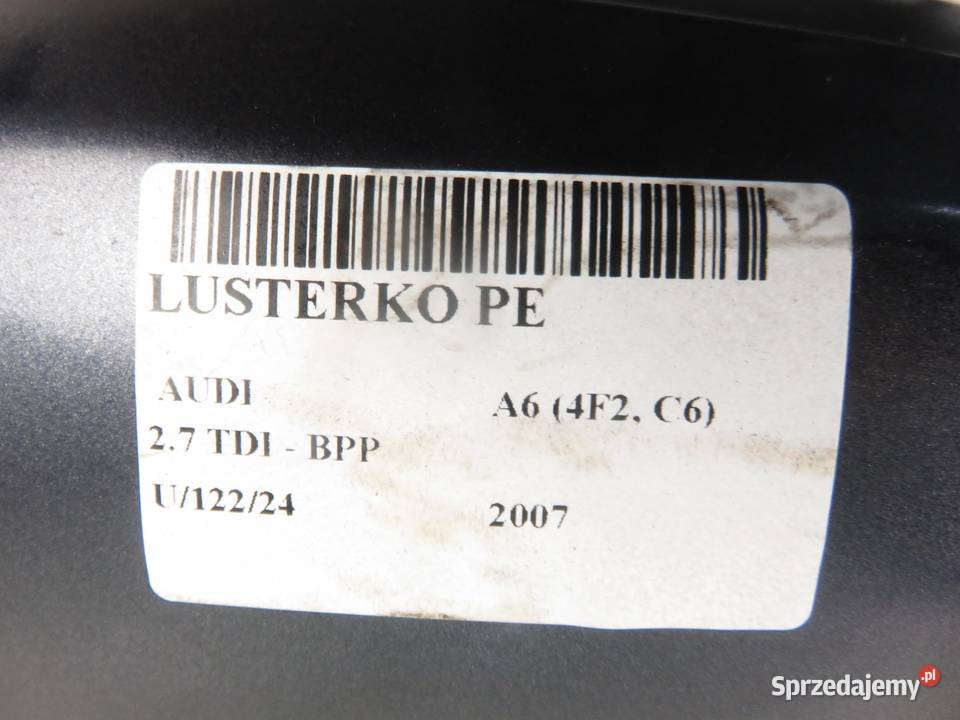 LUSTERKO PE
AUDI A6 (4F2, C6)
2.7 TDI - BPP
U/122/24 2007
Sprzedajemy.pl